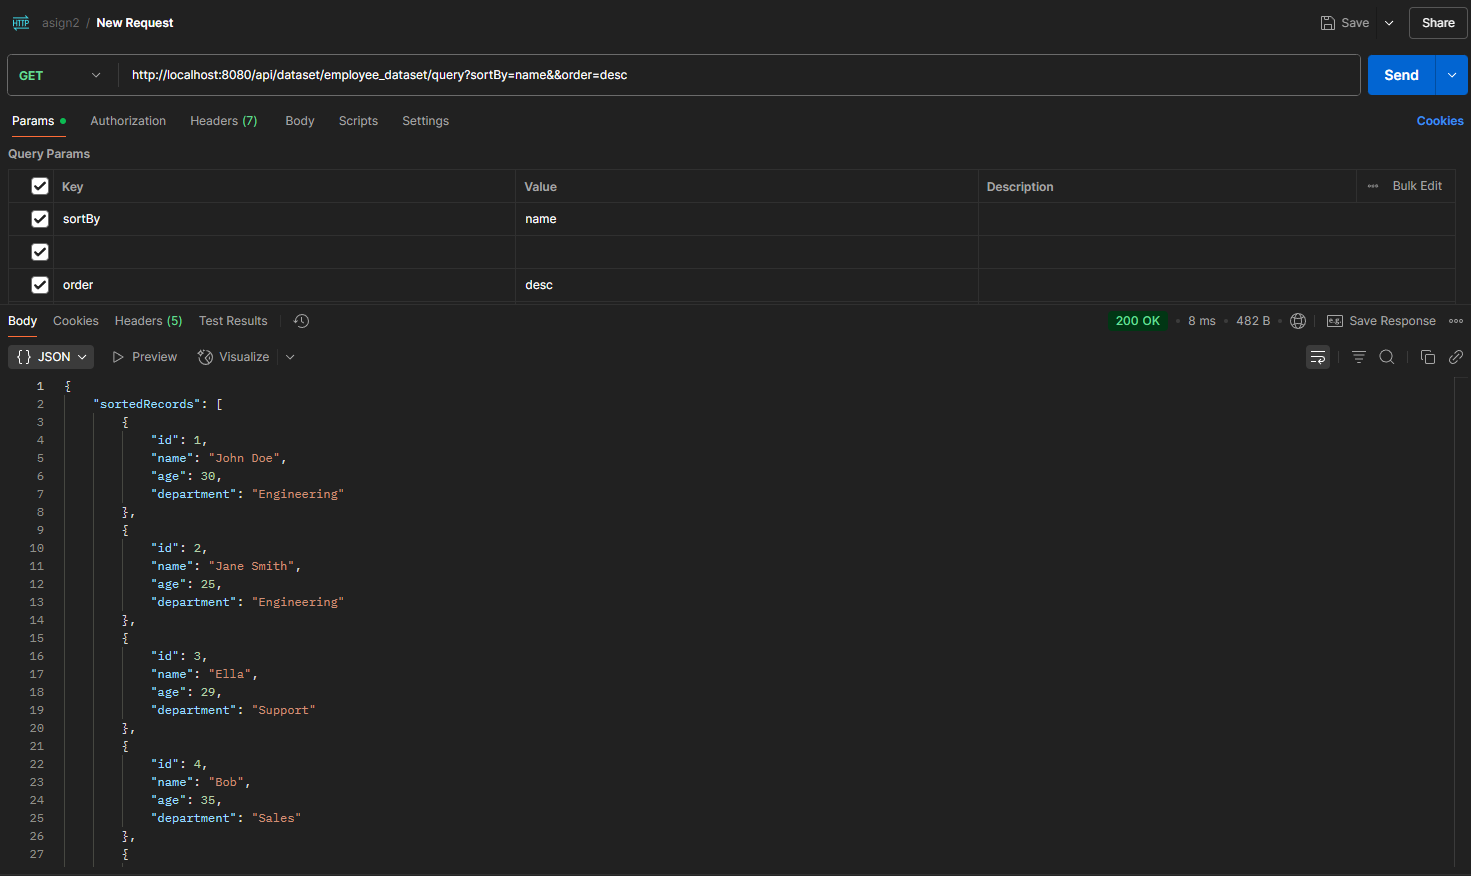 HTTP asign2 / New Request Save Share
GET http://localhost:8080/api/dataset/employee_dataset/query?sortBy=name&&order=desc Send
Params Authorization Headers (7) Body Scripts Settings Cookies
Query Params
Key Value Description Bulk Edit
sortBy name
order desc
Body Cookies Headers (5) Test Results 200 OK 8 ms 482 B e.g. Save Response
{} JSON Preview Visualize
1 {
2 "sortedRecords": [
3 {
4 "id": 1,
5 "name": "John Doe",
6 "age": 30,
7 "department": "Engineering"
8 },
9 {
10 "id": 2,
11 "name": "Jane Smith",
12 "age": 25,
13 "department": "Engineering"
14 },
15 {
16 "id": 3,
17 "name": "Ella",
18 "age": 29,
19 "department": "Support"
20 },
21 {
22 "id": 4,
23 "name": "Bob",
24 "age": 35,
25 "department": "Sales"
26 },
27 {